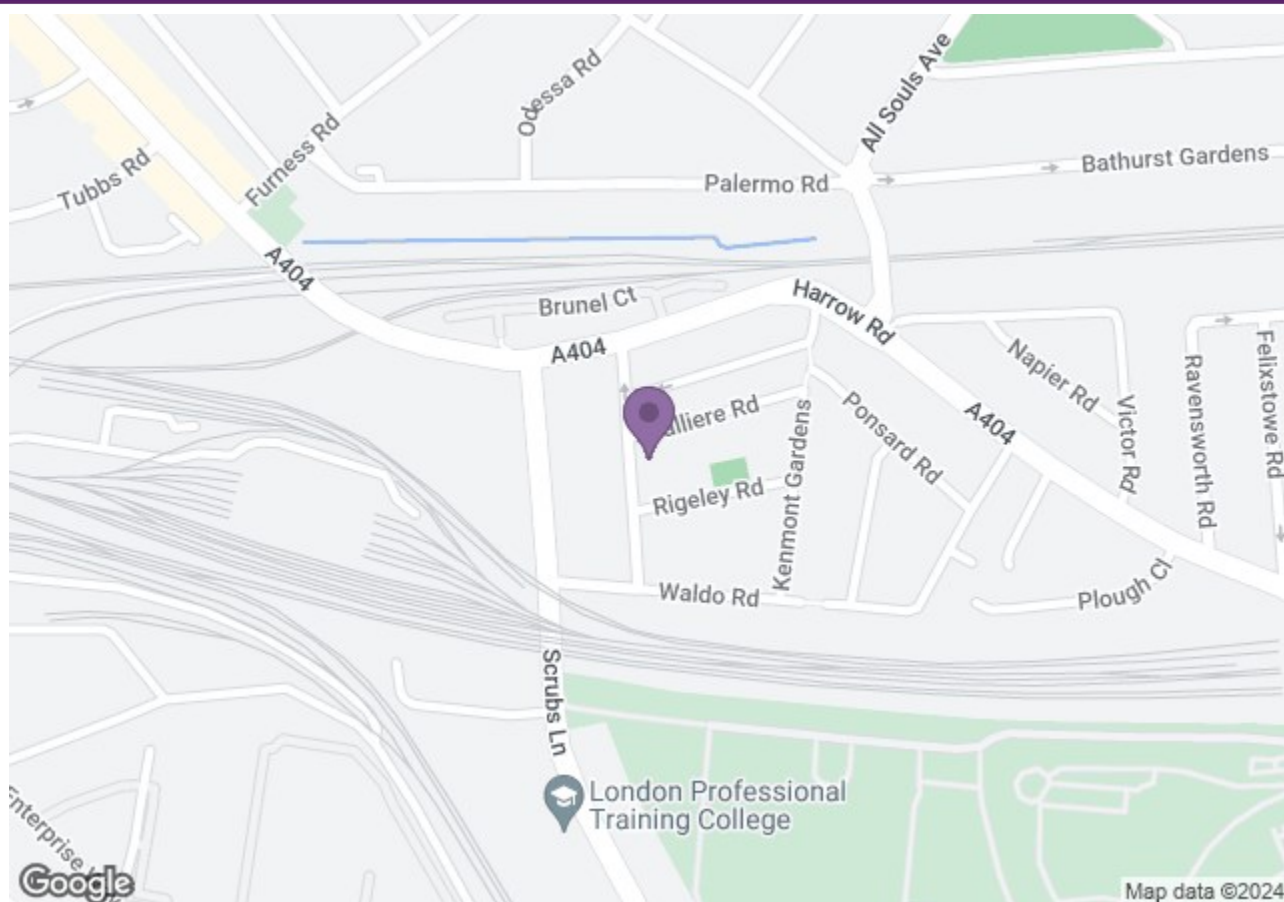 Odessa Rd
All Souls Ave
Furness Rd
Tubbs Rd
Palermo Rd
Bathurst Gardens
A404
Brunel Ct
Harrow Rd
A404
Napier Rd
Ponsard Rd
A404
Victor Rd
Ravensworth Rd
Felixstowe Rd
Kenmont Gardens
Rigeley Rd
Waldo Rd
Plough Cl
Scrubs Ln
London Professional
Training College
Enterprise
Google
Map data ©2024